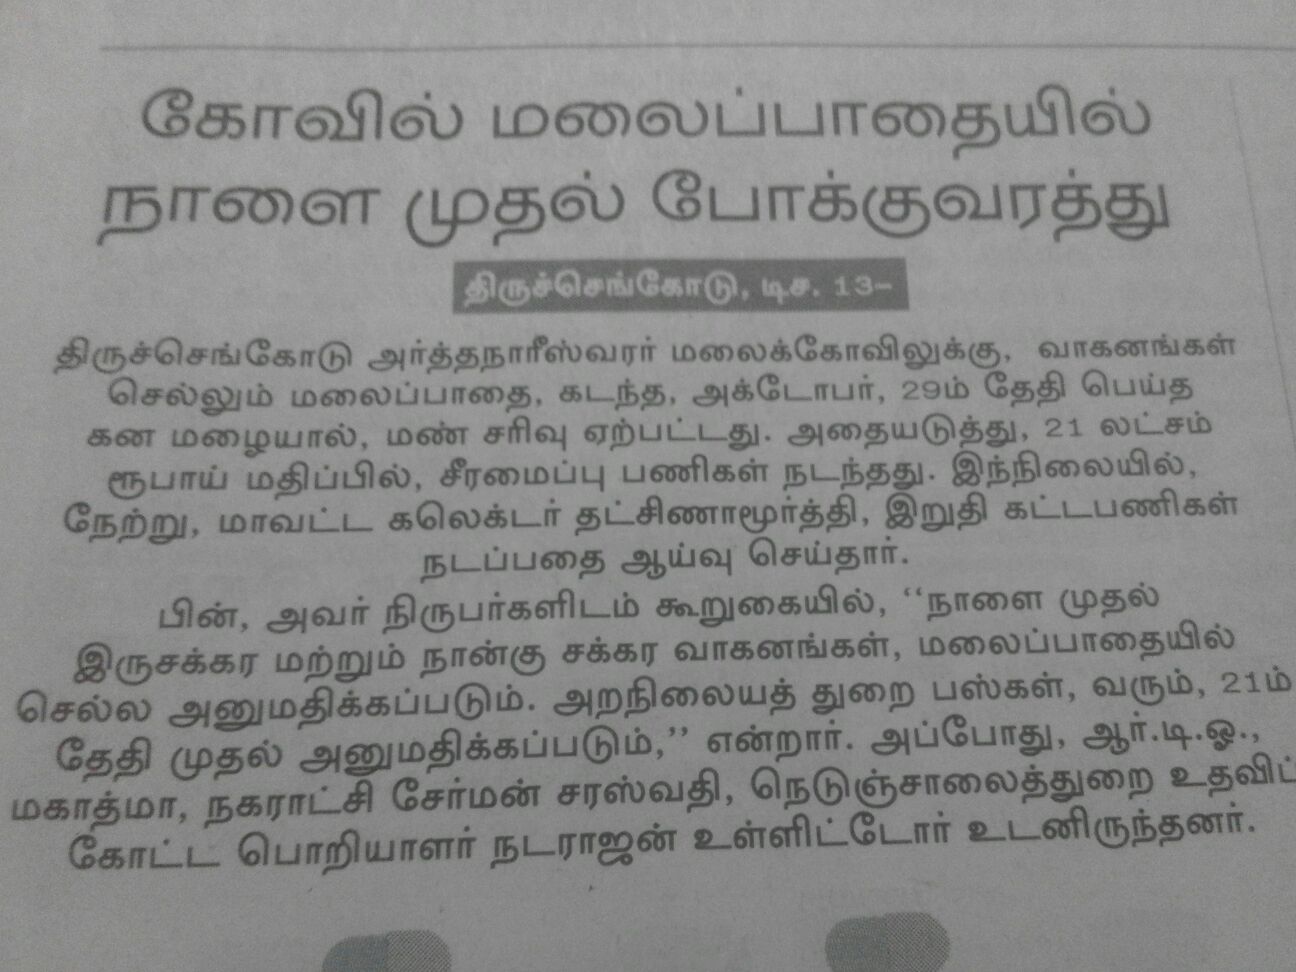 கோவில் மலைப்பாதையில்
நாளை முதல் போக்குவரத்து
திருச்செங்கோடு, டிச. 13–
திருச்செங்கோடு அர்த்தநாரீஸ்வரர் மலைக்கோவிலுக்கு, வாகனங்கள்
செல்லும் மலைப்பாதை, கடந்த, அக்டோபர், 29ம் தேதி பெய்த
கன மழையால், மண் சரிவு ஏற்பட்டது. அதையடுத்து, 21 லட்சம்
ரூபாய் மதிப்பில், சீரமைப்பு பணிகள் நடந்தது. இந்நிலையில்,
நேற்று, மாவட்ட கலெக்டர் தட்சிணாமூர்த்தி, இறுதி கட்டபணிகள்
நடப்பதை ஆய்வு செய்தார்.
பின், அவர் நிருபர்களிடம் கூறுகையில், ‘‘நாளை முதல்
இருசக்கர மற்றும் நான்கு சக்கர வாகனங்கள், மலைப்பாதையில்
செல்ல அனுமதிக்கப்படும். அறநிலையத் துறை பஸ்கள், வரும், 21ம்
தேதி முதல் அனுமதிக்கப்படும்,’’ என்றார். அப்போது, ஆர்.டி.ஓ.,
மகாத்மா, நகராட்சி சேர்மன் சரஸ்வதி, நெடுஞ்சாலைத்துறை உதவிப்
கோட்ட பொறியாளர் நடராஜன் உள்ளிட்டோர் உடனிருந்தனர்.